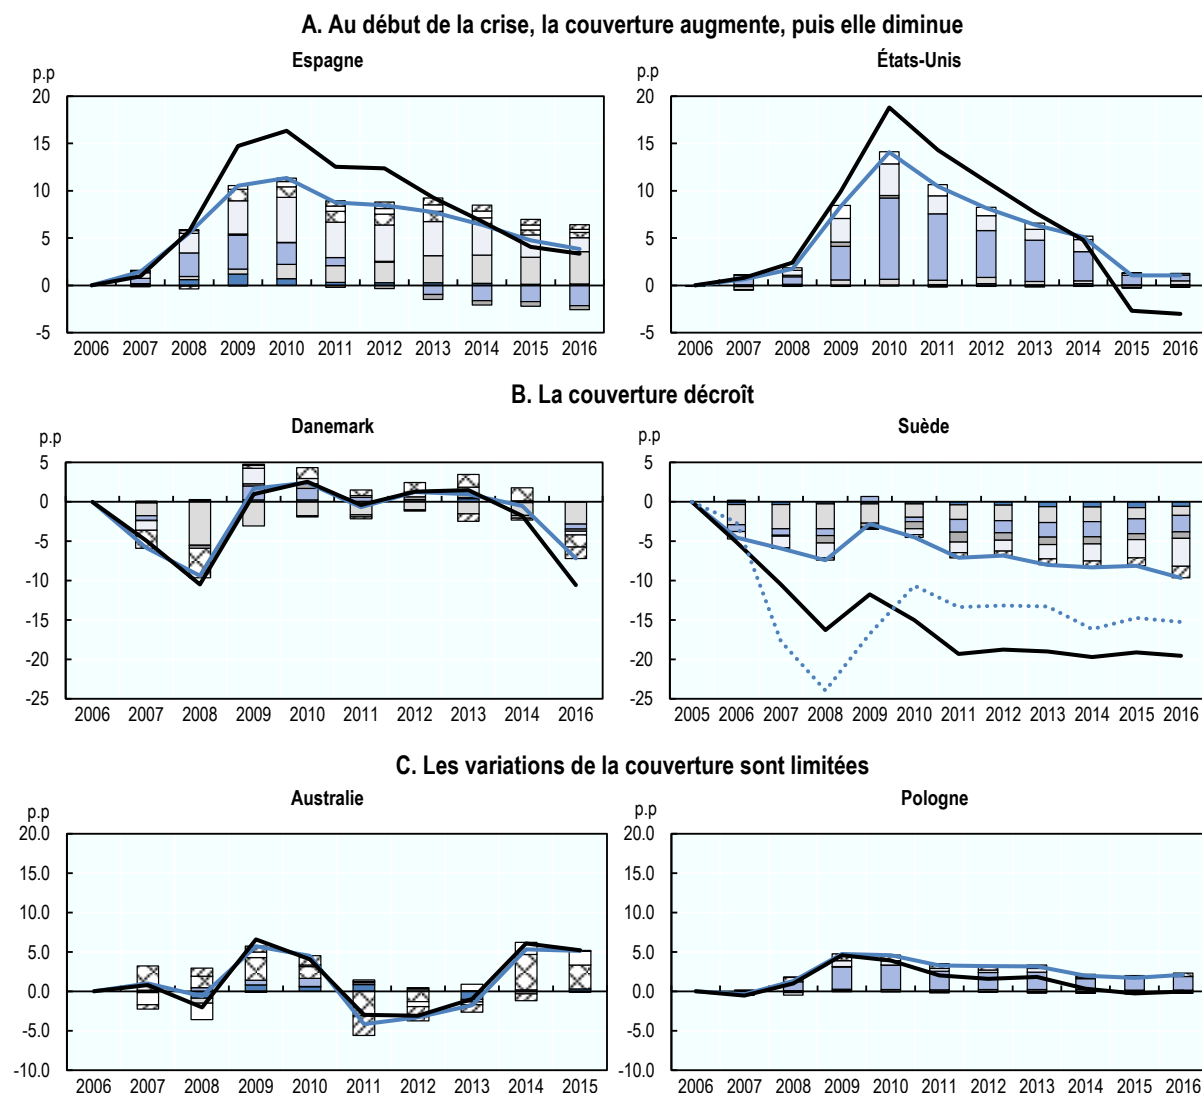 A. Au début de la crise, la couverture augmente, puis elle diminue
Espagne
États-Unis
p.p
20
15
10
5
0
-5
2006 2007 2008 2009 2010 2011 2012 2013 2014 2015 2016
p.p
20
15
10
5
0
-5
2006 2007 2008 2009 2010 2011 2012 2013 2014 2015 2016
B. La couverture décroît
Danemark
Suède
p.p
5
0
-5
-10
-15
-20
-25
2006 2007 2008 2009 2010 2011 2012 2013 2014 2016
p.p
5
0
-5
-10
-15
-20
-25
2005 2006 2007 2008 2009 2010 2011 2012 2013 2014 2015 2016
C. Les variations de la couverture sont limitées
Australie
Pologne
p.p
20.0
15.0
10.0
5.0
0.0
-5.0
-10.0
2006 2007 2008 2009 2010 2011 2012 2013 2014 2015
p.p
20.0
15.0
10.0
5.0
0.0
-5.0
-10.0
2006 2007 2008 2009 2010 2011 2012 2013 2014 2015 2016